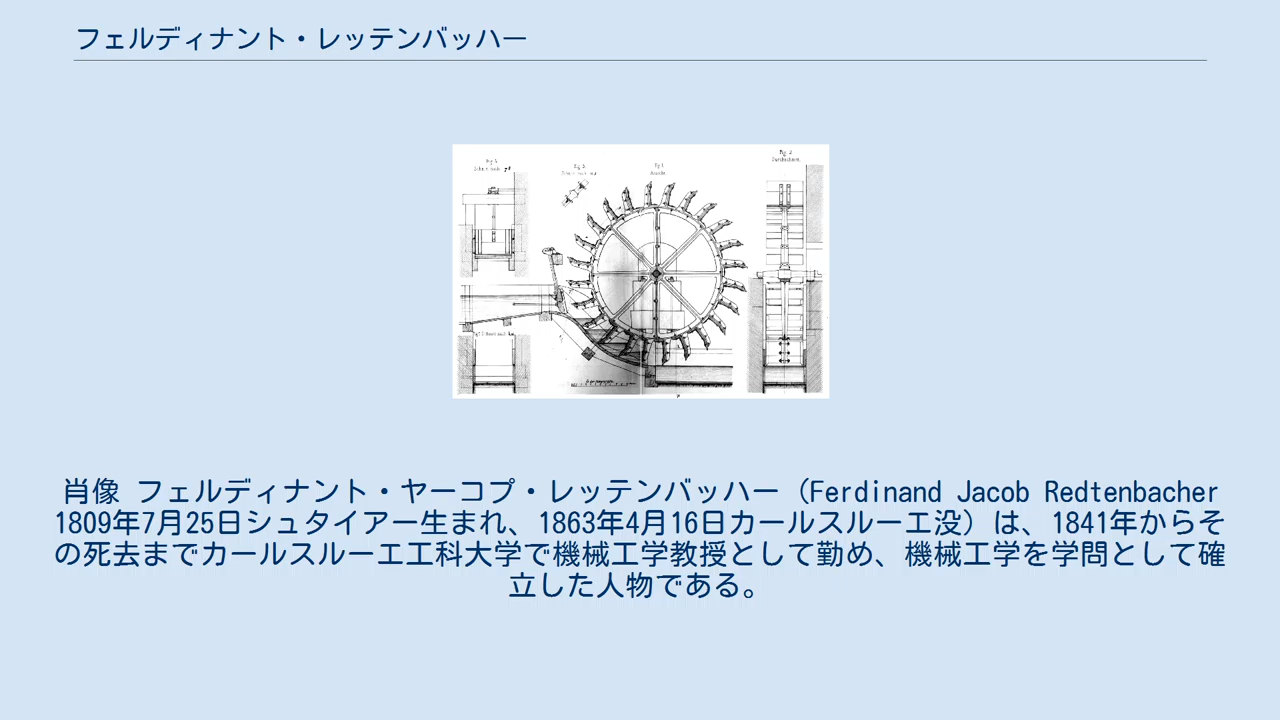 フェルディナント・レッテンバッハー
肖像 フェルディナント・ヤーコプ・レッテンバッハー（Ferdinand Jacob Redtenbacher
1809年7月25日シュタイアー生まれ、1863年4月16日カールスルーエ没）は、1841年からそ
の死去までカールスルーエ工科大学で機械工学教授として勤め、機械工学を学問として確
立した人物である。